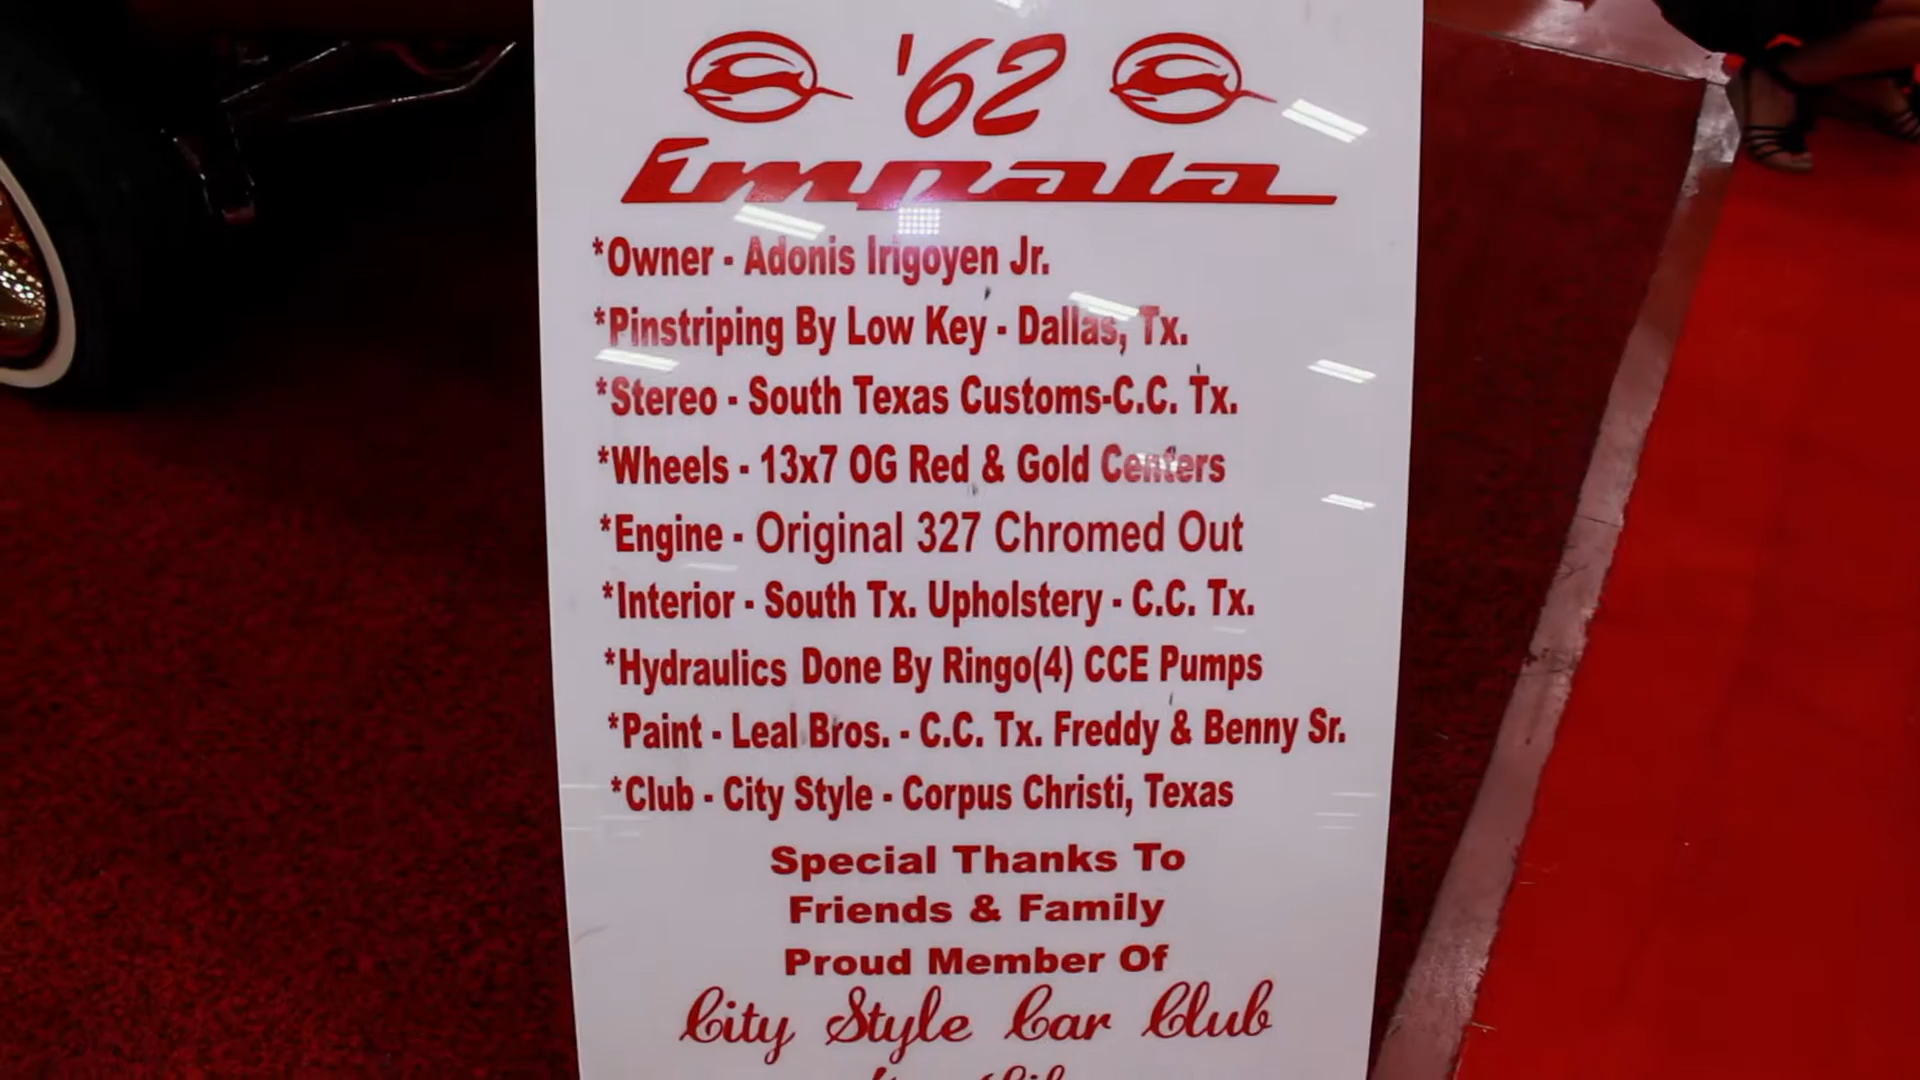 '62
Impala
*Owner - Adonis Irigoyen Jr.
*Pinstriping By Low Key - Dallas, Tx.
*Stereo - South Texas Customs-C.C. Tx.
*Wheels - 13x7 OG Red & Gold Centers
*Engine - Original 327 Chromed Out
*Interior - South Tx. Upholstery - C.C. Tx.
*Hydraulics Done By Ringo(4) CCE Pumps
*Paint - Leal Bros. - C.C. Tx. Freddy & Benny Sr.
*Club - City Style - Corpus Christi, Texas
Special Thanks To
Friends & Family
Proud Member Of
City Style Car Club